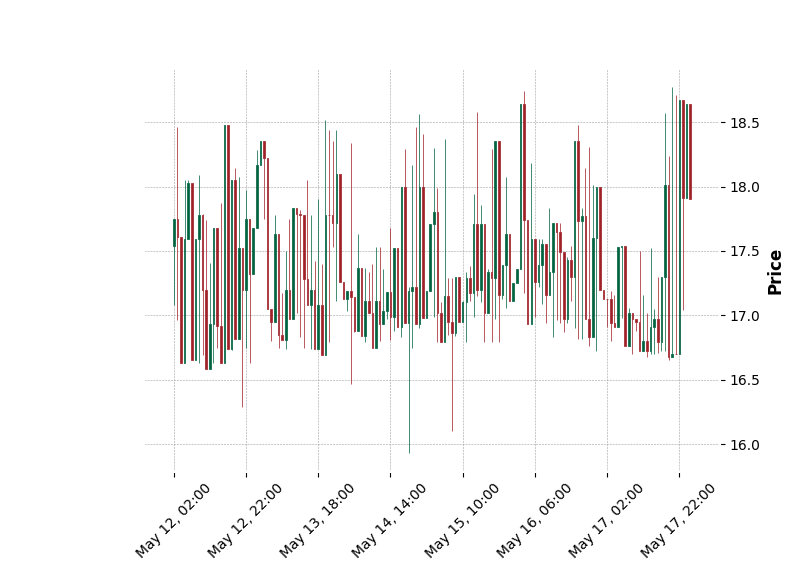 18.5
18.0
17.5
17.0
16.5
16.0
Price
May 12, 02:00
May 12, 22:00
May 13, 18:00
May 14, 14:00
May 15, 10:00
May 16, 06:00
May 17, 02:00
May 17, 22:00